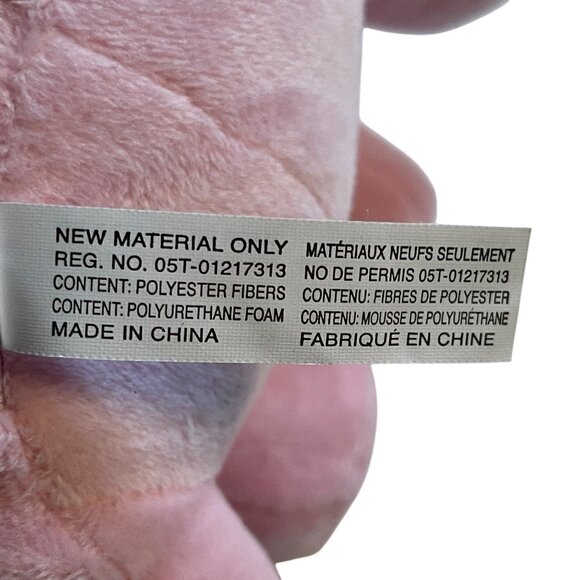 NEW MATERIAL ONLY
REG. NO. 05T-01217313
CONTENT: POLYESTER FIBERS
CONTENT: POLYURETHANE FOAM
MADE IN CHINA
MATÉRIAUX NEUFS SEULEMENT
NO DE PERMIS 05T-01217313
CONTENU: FIBRES DE POLYESTER
CONTENU: MOUSSE DE POLYURÉTHANE
FABRIQUÉ EN CHINE